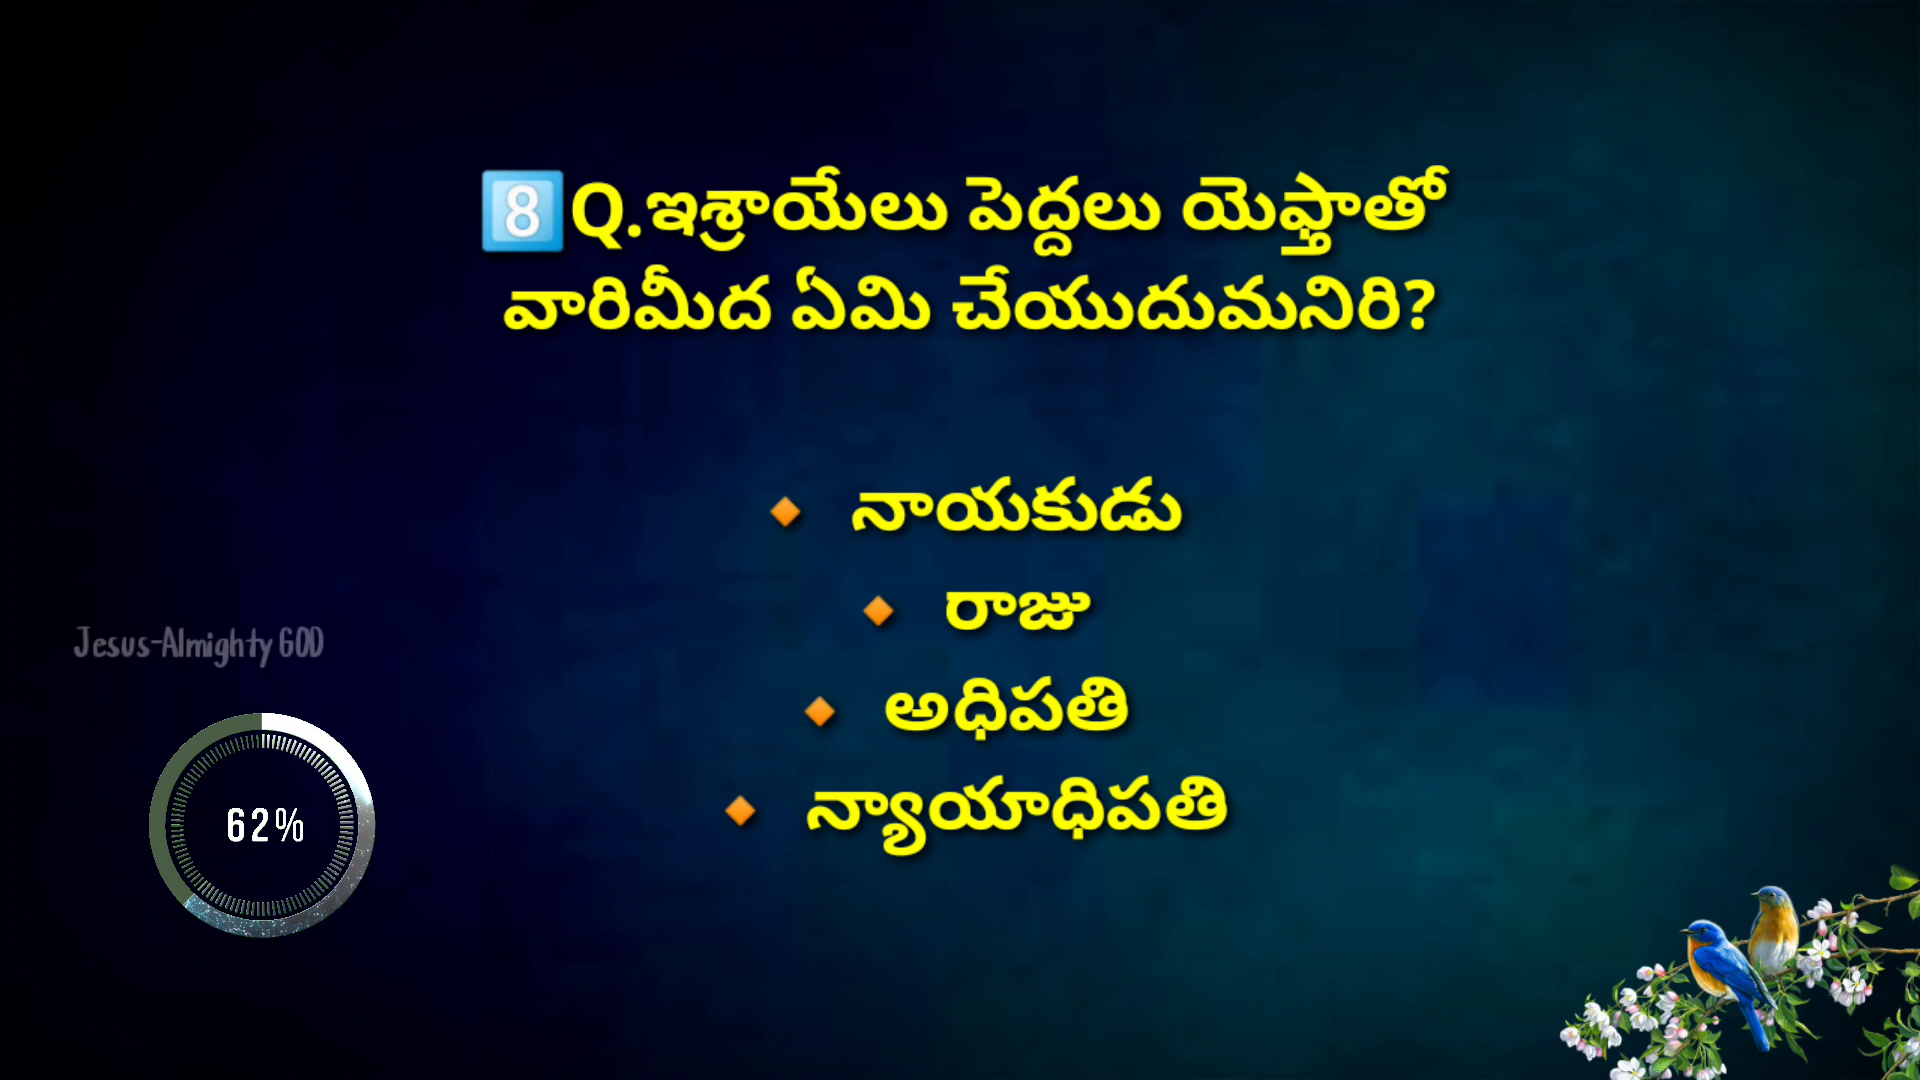 8️⃣Q.ఇశ్రాయేలు పెద్దలు యెఫ్తాతో
వారిమీద ఏమి చేయుదుమనిరి?
🔸 నాయకుడు
🔸 రాజు
🔸 అధిపతి
🔸 న్యాయాధిపతి
Jesus-Almighty GOD
62%